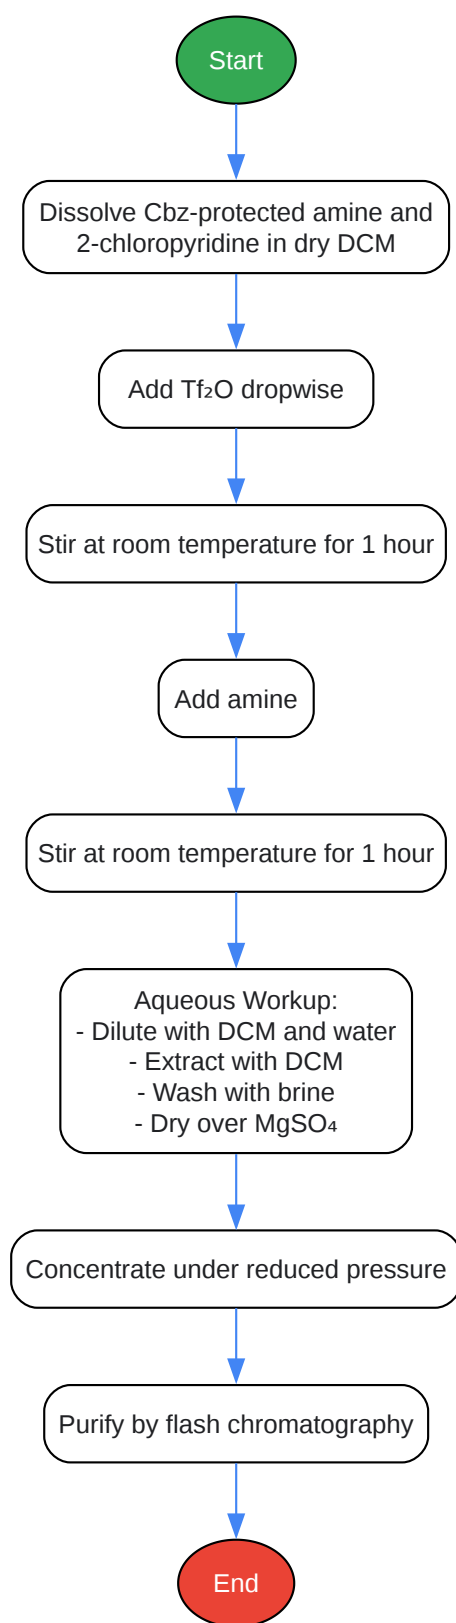 Start
Dissolve Cbz-protected amine and
2-chloropyridine in dry DCM
Add Tf₂O dropwise
Stir at room temperature for 1 hour
Add amine
Stir at room temperature for 1 hour
Aqueous Workup:
- Dilute with DCM and water
- Extract with DCM
- Wash with brine
- Dry over MgSO₄
Concentrate under reduced pressure
Purify by flash chromatography
End